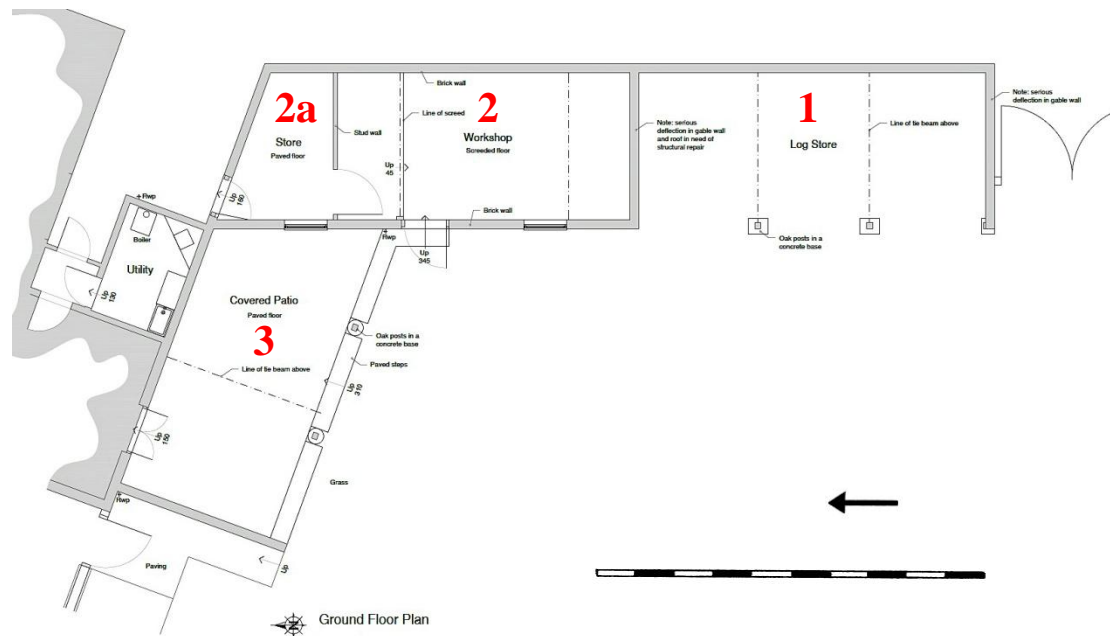 Brick wall
2a
2
1
Note: serious
deflection in gable wall
Line of screed
Note: serious
deflection in gable wall
and roof in need of
structural repair
Line of tie beam above
Stud wall
Store
Paved floor
Workshop
Screeded floor
Log Store
Up
45
Up
160
Rwp
Brick wall
Rwp
Boiler
Oak posts in a
concrete base
Up
345
Utility
Up
130
Covered Patio
Paved floor
3
Oak posts in a
concrete base
Line of tie beam above
Paved steps
Up
310
Up
150
Grass
Rwp
Paving
Up
N
Ground Floor Plan